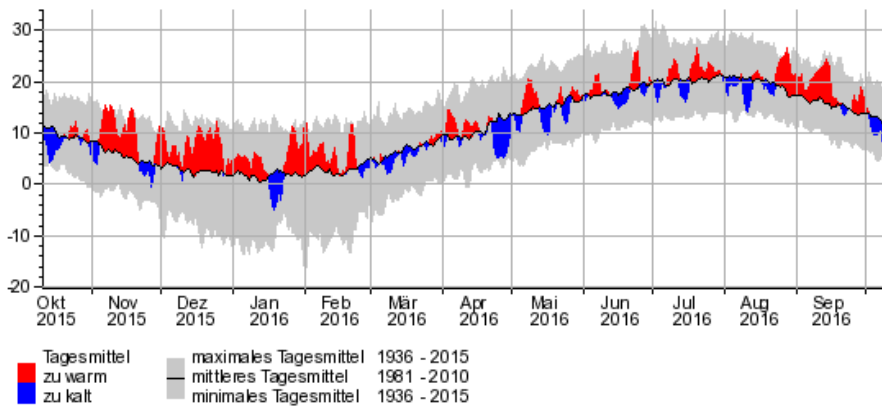 30
20
10
0
-10
-20
Okt Nov Dez Jan Feb Mär Apr Mai Jun Jul Aug Sep
2015 2015 2015 2016 2016 2016 2016 2016 2016 2016 2016 2016
Tagesmittel maximales Tagesmittel 1936 - 2015
zu warm mittleres Tagesmittel 1981 - 2010
zu kalt minimales Tagesmittel 1936 - 2015